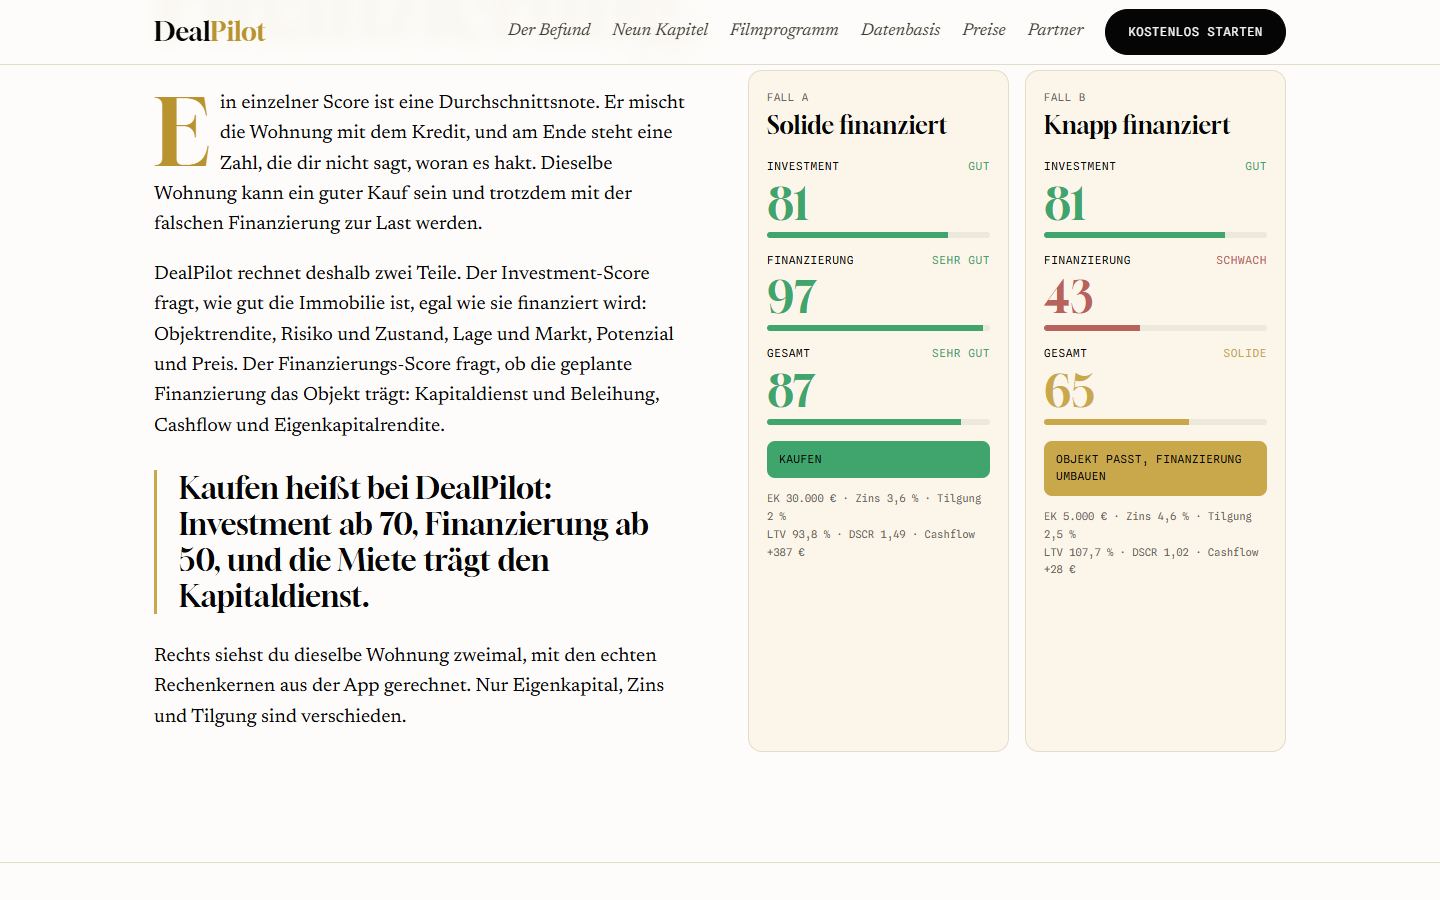 DealPilot
Der Befund
Neun Kapitel
Filmprogramm
Datenbasis
Preise
Partner
KOSTENLOS STARTEN
Ein einzelner Score ist eine Durchschnittsnote. Er mischt
die Wohnung mit dem Kredit, und am Ende steht eine
Zahl, die dir nicht sagt, woran es hakt. Dieselbe
Wohnung kann ein guter Kauf sein und trotzdem mit der
falschen Finanzierung zur Last werden.
DealPilot rechnet deshalb zwei Teile. Der Investment-Score
fragt, wie gut die Immobilie ist, egal wie sie finanziert wird:
Objektrendite, Risiko und Zustand, Lage und Markt, Potenzial
und Preis. Der Finanzierungs-Score fragt, ob die geplante
Finanzierung das Objekt trägt: Kapitaldienst und Beleihung,
Cashflow und Eigenkapitalrendite.
Kaufen heißt bei DealPilot:
Investment ab 70, Finanzierung ab
50, und die Miete trägt den
Kapitaldienst.
Rechts siehst du dieselbe Wohnung zweimal, mit den echten
Rechenkernen aus der App gerechnet. Nur Eigenkapital, Zins
und Tilgung sind verschieden.
FALL A
Solide finanziert
INVESTMENT GUT
81
FINANZIERUNG SEHR GUT
97
GESAMT SEHR GUT
87
KAUFEN
EK 30.000 € · Zins 3,6 % · Tilgung
2 %
LTV 93,8 % · DSCR 1,49 · Cashflow
+387 €
FALL B
Knapp finanziert
INVESTMENT GUT
81
FINANZIERUNG SCHWACH
43
GESAMT SOLIDE
65
OBJEKT PASST, FINANZIERUNG
UMBAUEN
EK 5.000 € · Zins 4,6 % · Tilgung
2,5 %
LTV 107,7 % · DSCR 1,02 · Cashflow
+28 €